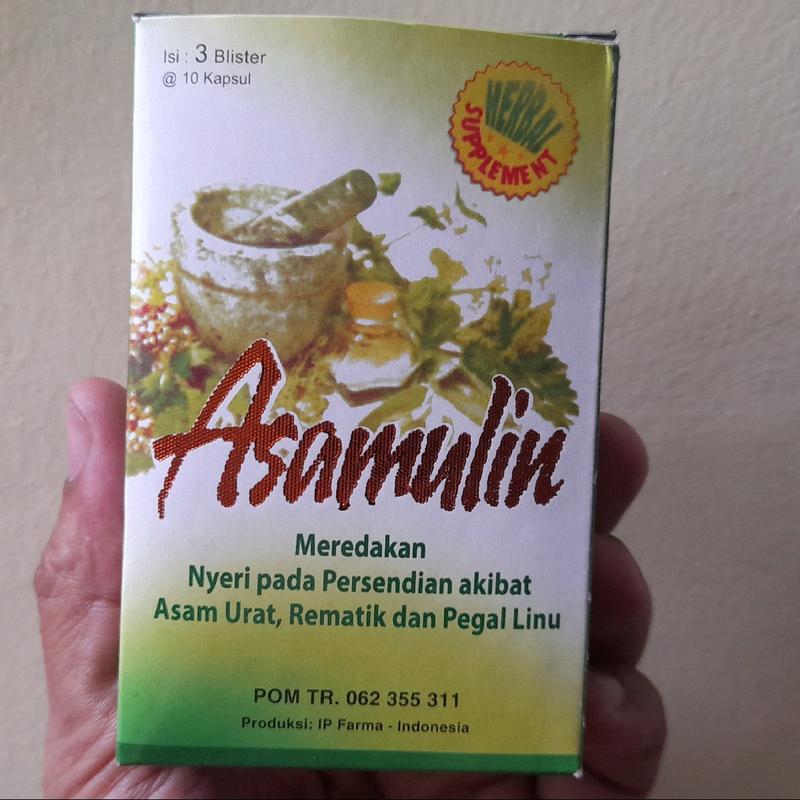 Isi : 3 Blister
@ 10 Kapsul
HERBAL
SUPPLEMENT
Asamulin
Meredakan
Nyeri pada Persendian akibat
Asam Urat, Rematik dan Pegal Linu
POM TR. 062 355 311
Produksi: IP Farma - Indonesia